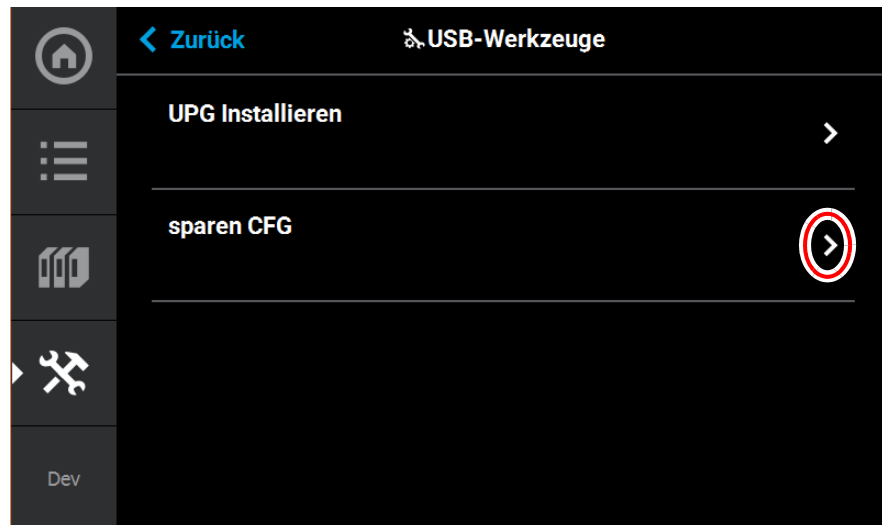 Zurück
USB-Werkzeuge
UPG Installieren
sparen CFG
Dev